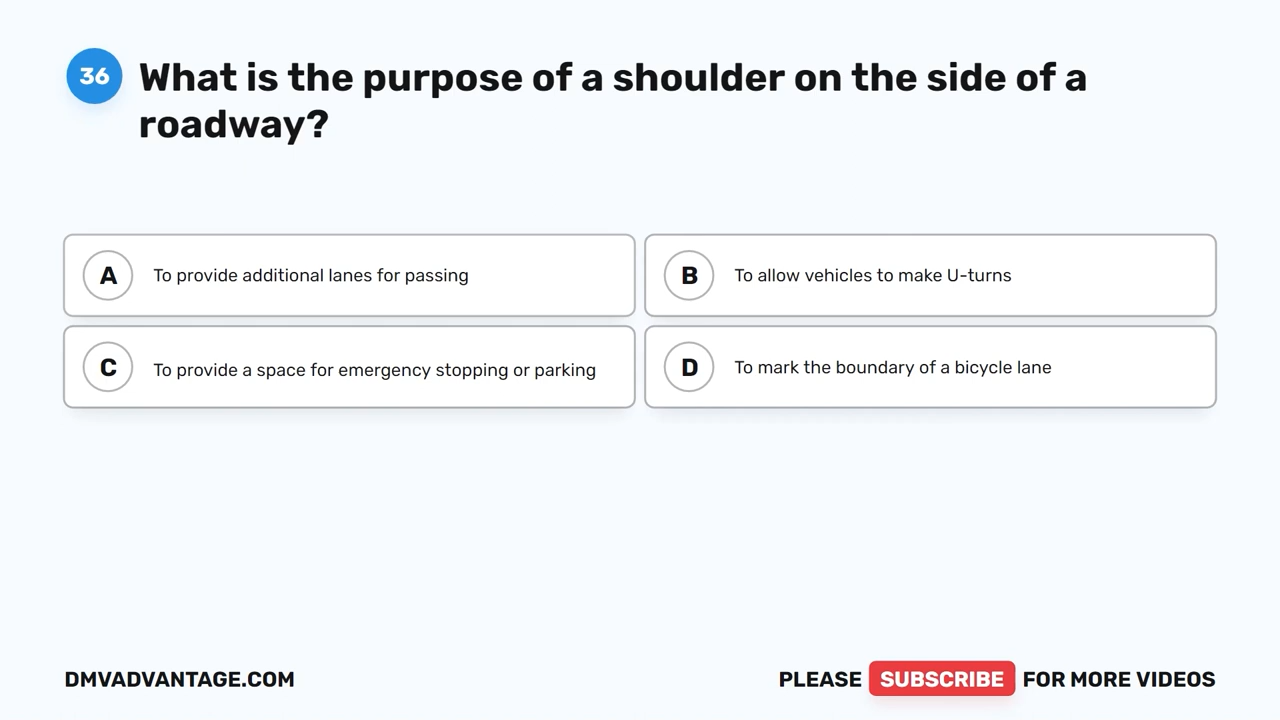 36
What is the purpose of a shoulder on the side of a
roadway?
A To provide additional lanes for passing
B To allow vehicles to make U-turns
C To provide a space for emergency stopping or parking
D To mark the boundary of a bicycle lane
DMVADVANTAGE.COM
PLEASE SUBSCRIBE FOR MORE VIDEOS